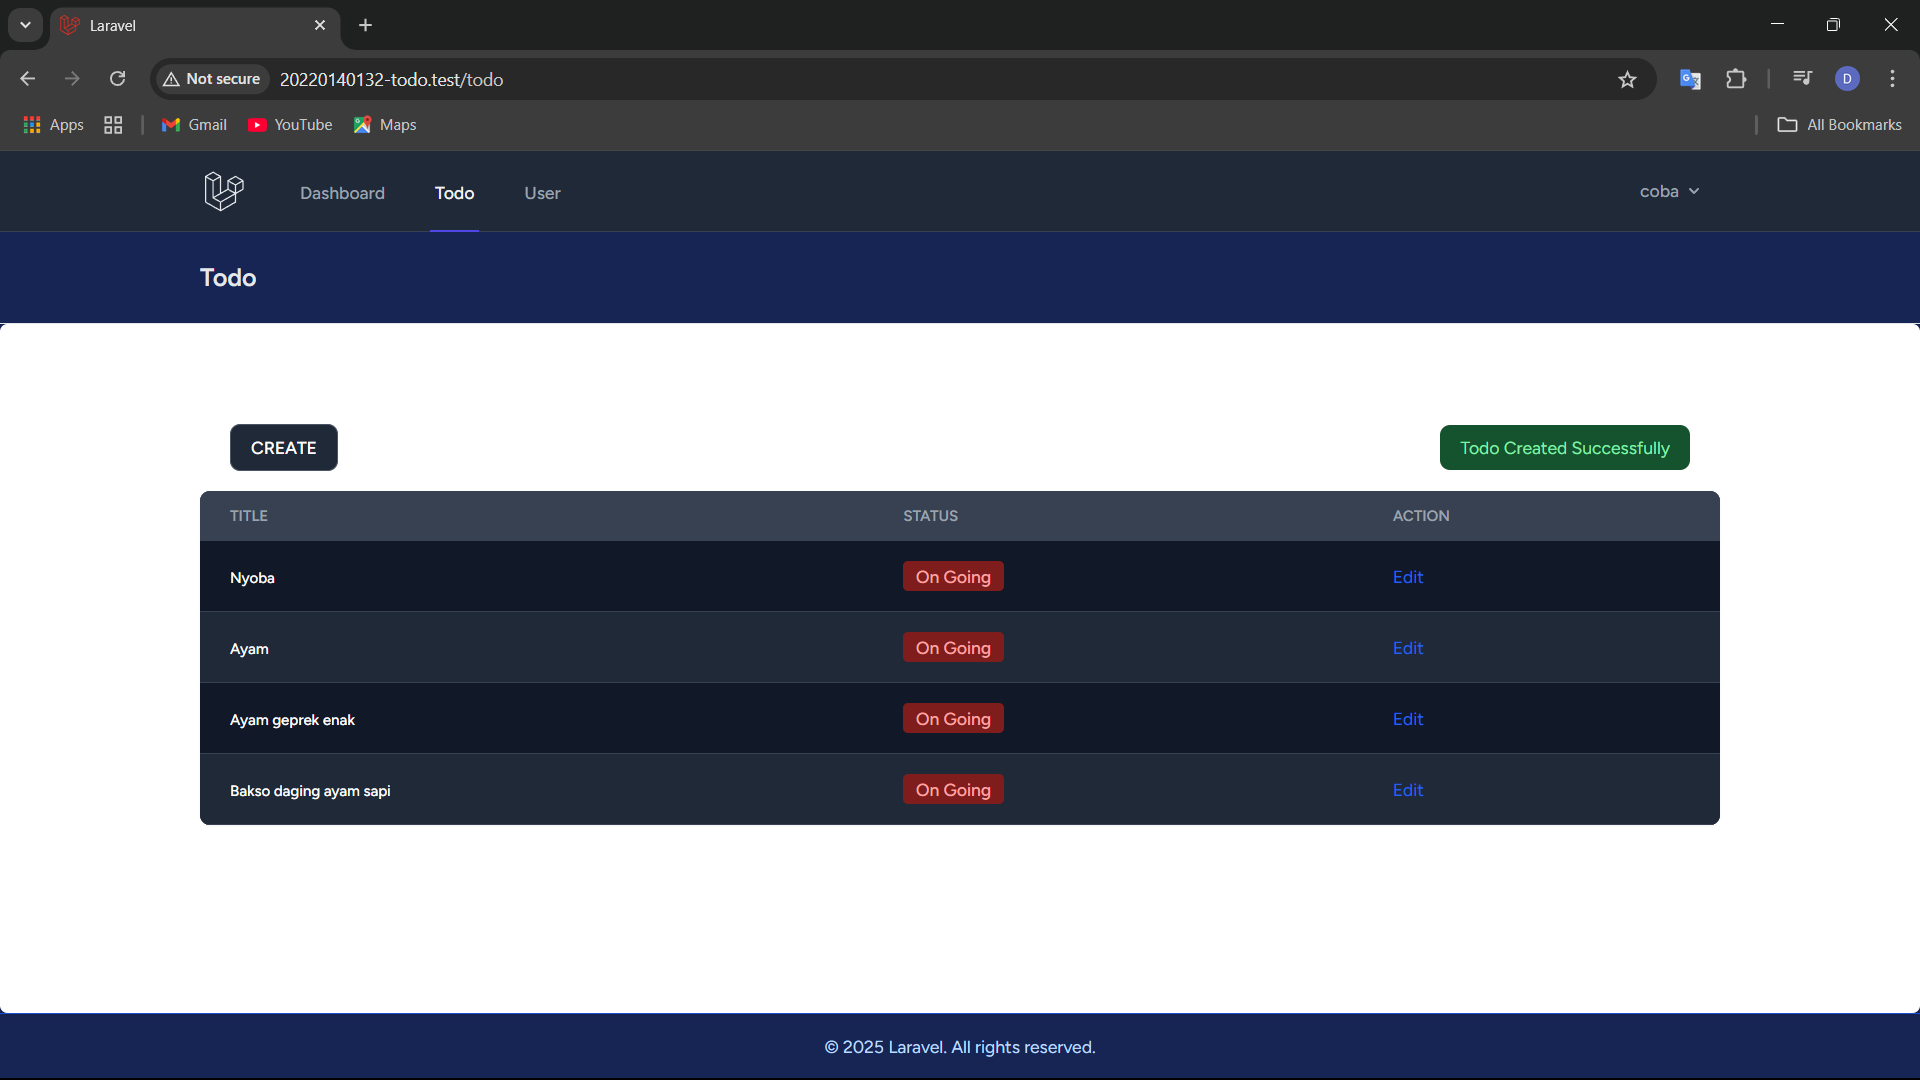 Laravel
Not secure 20220140132-todo.test/todo D
Apps Gmail YouTube Maps All Bookmarks
Dashboard Todo User coba
Todo
CREATE Todo Created Successfully
TITLE STATUS ACTION
Nyoba On Going Edit
Ayam On Going Edit
Ayam geprek enak On Going Edit
Bakso daging ayam sapi On Going Edit
© 2025 Laravel. All rights reserved.